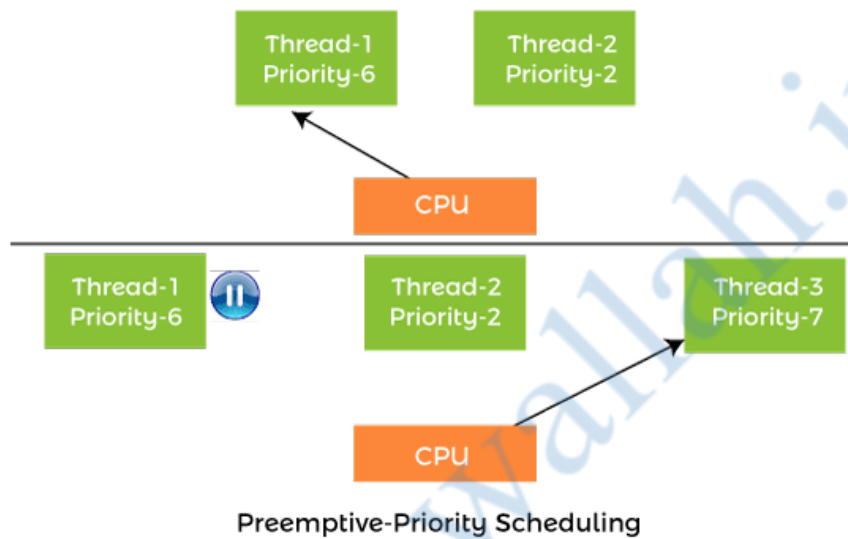 Thread-1
Priority-6
Thread-2
Priority-2
CPU
Thread-1
Priority-6
Thread-2
Priority-2
Thread-3
Priority-7
CPU
Preemptive-Priority Scheduling
wallah.i